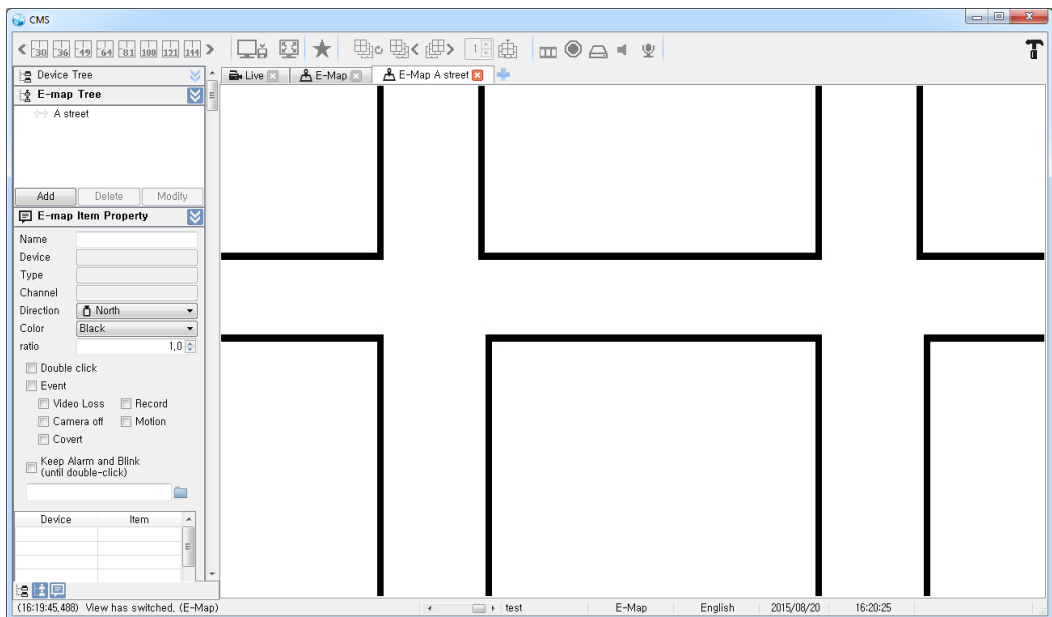 CMS
30 36 49 64 81 100 121 144 1
Device Tree
Live E-Map E-Map A street
E-map Tree
A street
Add Delete Modify
E-map Item Property
Name
Device
Type
Channel
Direction North
Color Black
ratio 1,0
Double click
Event
Video Loss Record
Camera off Motion
Covert
Keep Alarm and Blink
(until double-click)
Device Item
(16:19:45,488) View has switched, (E-Map) test E-Map English 2015/08/20 16:20:25